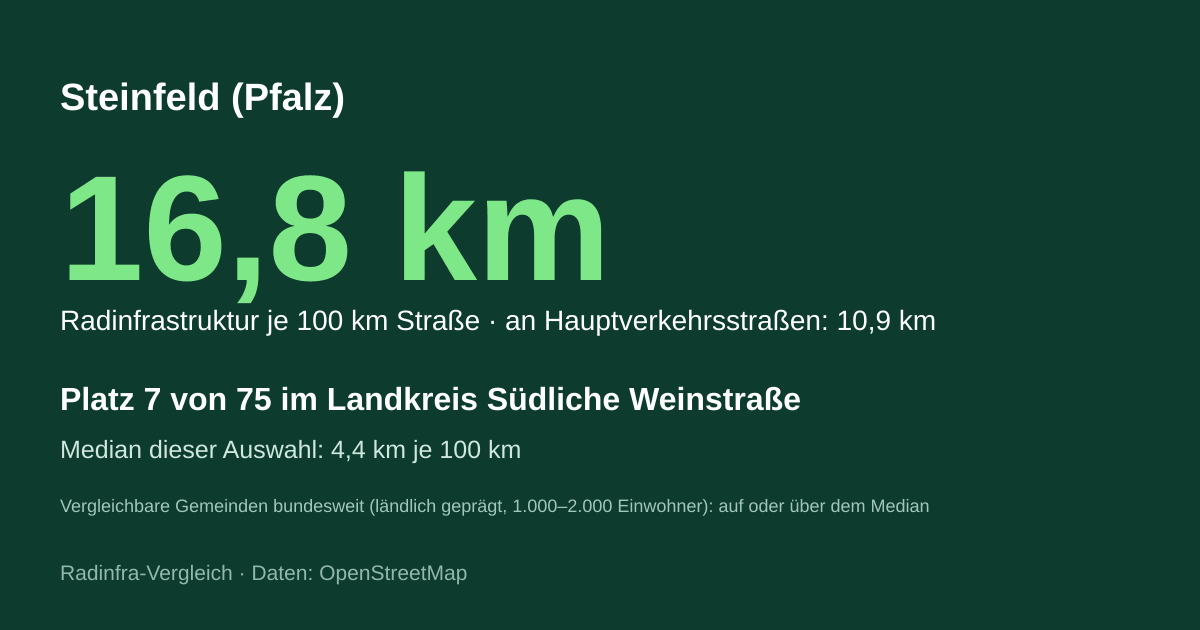 Steinfeld (Pfalz)
16,8 km
Radinfrastruktur je 100 km Straße · an Hauptverkehrsstraßen: 10,9 km
Platz 7 von 75 im Landkreis Südliche Weinstraße
Median dieser Auswahl: 4,4 km je 100 km
Vergleichbare Gemeinden bundesweit (ländlich geprägt, 1.000–2.000 Einwohner): auf oder über dem Median
Radinfra-Vergleich · Daten: OpenStreetMap